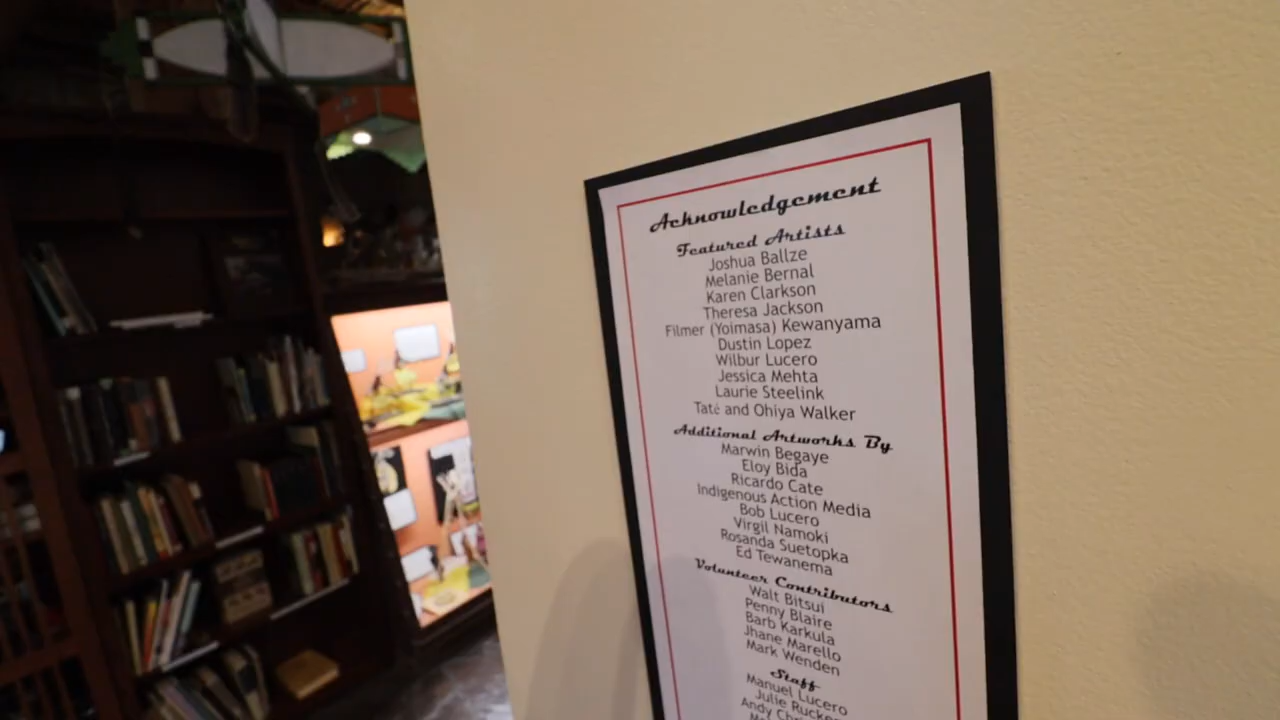 Acknowledgement
Featured Artists
Joshua Ballze
Melanie Bernal
Karen Clarkson
Theresa Jackson
Filmer (Yoimasa) Kewanyama
Dustin Lopez
Wilbur Lucero
Jessica Mehta
Laurie Steelink
Taté and Ohiya Walker
Additional Artworks By
Marwin Begaye
Eloy Bida
Ricardo Cate
Indigenous Action Media
Bob Lucero
Virgil Namoki
Rosanda Suetopka
Ed Tewanema
Volunteer Contributors
Walt Bitsui
Penny Blaire
Barb Karkula
Jhane Marello
Mark Wenden
Staff
Manuel Lucero
Julie Rucker
Andy